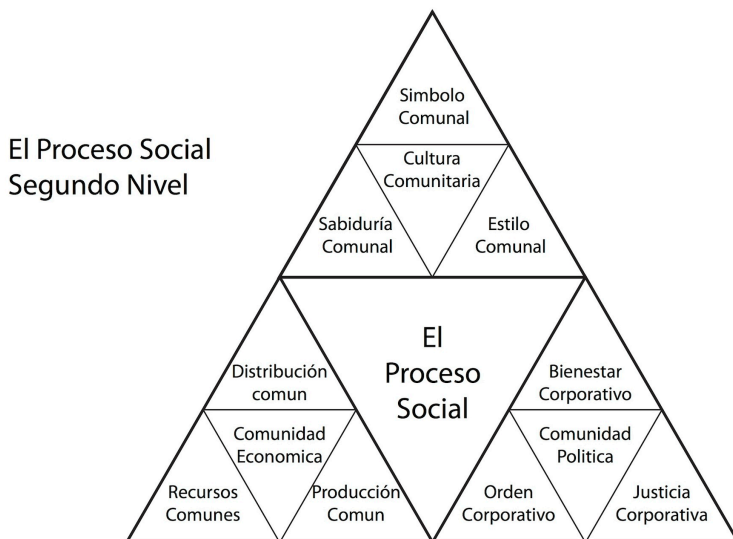 El Proceso Social
Segundo Nivel
Simbolo
Comunal
Cultura
Comunitaria
Sabiduría
Comunal
Estilo
Comunal
El
Proceso
Social
Distribución
comun
Comunidad
Economica
Recursos
Comunes
Producción
Comun
Bienestar
Corporativo
Comunidad
Politica
Orden
Corporativo
Justicia
Corporativa